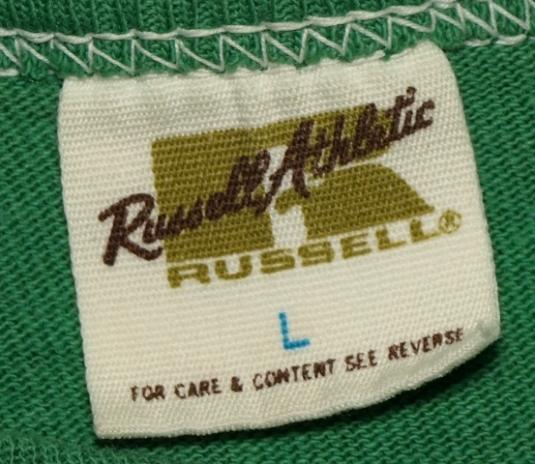 Russell Athletic
RUSSELL®
L
FOR CARE & CONTENT SEE REVERSE